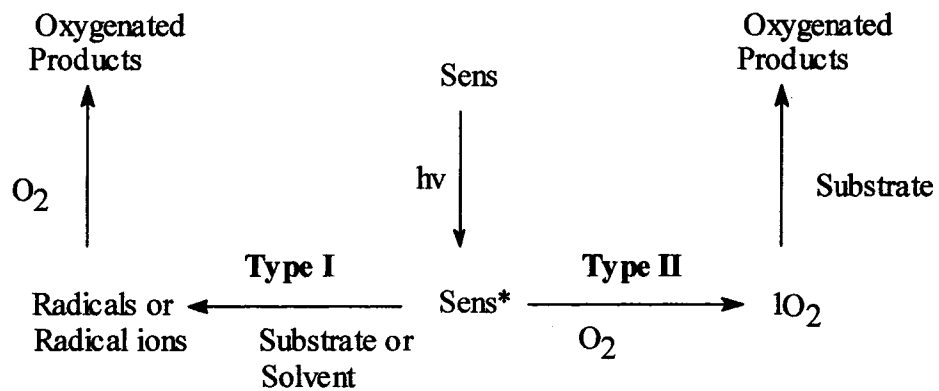 Oxygenated
Products
Oxygenated
Products
Sens
O2
hv
Substrate
Type I
Type II
Radicals or
Radical ions
Substrate or
Solvent
Sens*
O2
1O2